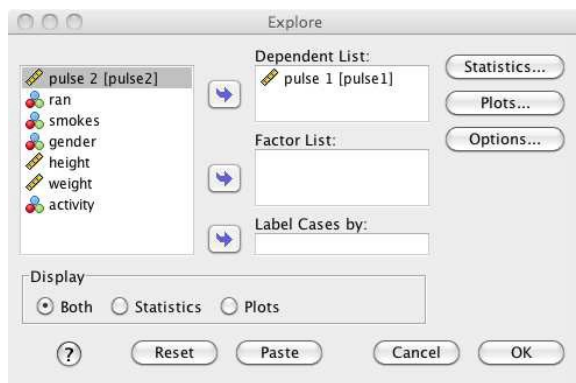 Explore
pulse 2 [pulse2]
ran
smokes
gender
height
weight
activity
Dependent List:
pulse 1 [pulse1]
Factor List:
Label Cases by:
Statistics...
Plots...
Options...
Display
Both Statistics Plots
? Reset Paste Cancel OK